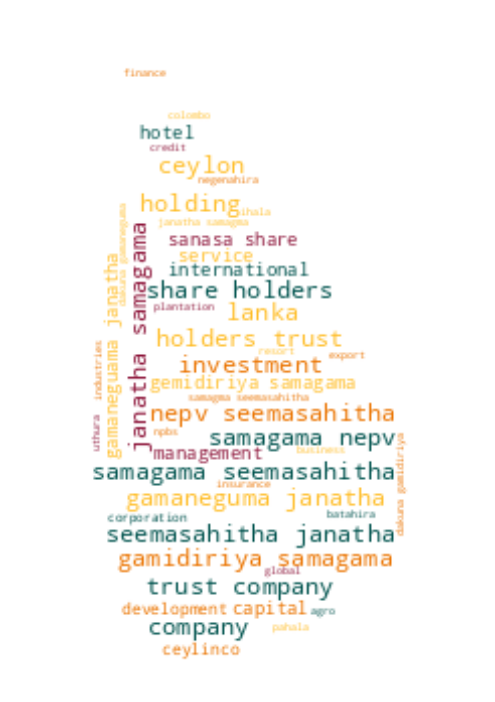 finance
colombo
hotel
credit
ceylon
negenahira
holding
ihala
janatha samagma
sanasa share
service
international
share holders
plantation
lanka
holders trust
resort
export
investment
gemidiriya samagama
samagma seemasahitha
nepv seemasahitha
npbs
samagama nepv
management
business
samagama seemasahitha
insurance
gamaneguma janatha
corporation
batahira
seemasahitha janatha
gamidiriya samagama
global
trust company
development
capital
agro
company
pahala
ceylinco
dakuna gamaneguma
janatha samagama
gamaneguama janatha
industries
uthura
dakuna gamidiriya